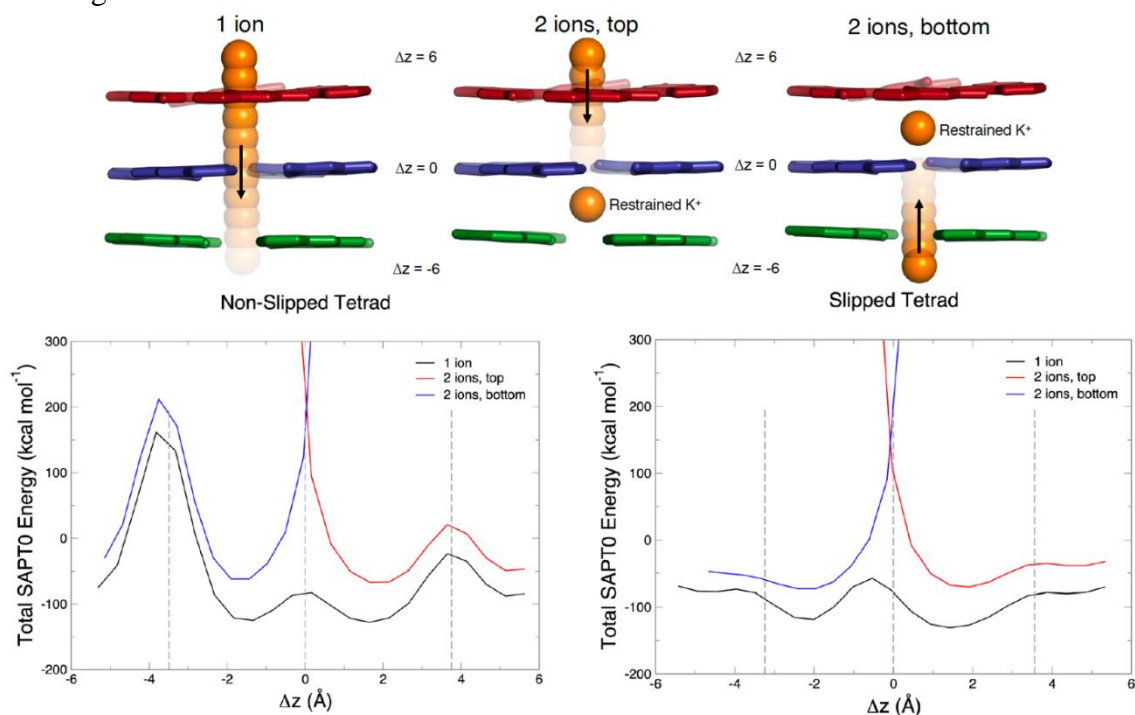 1 ion
2 ions, top
2 ions, bottom
Δz 6
Δz 6
Restrained K+
Δz 0
Δz 0
Restrained K+
Δz = -6
Δz = -6
Non-Slipped Tetrad
Slipped Tetrad
300
200
100
0
-100
-200
Total SAPT0 Energy (kcal mol⁻¹)
1 ion
2 ions, top
2 ions, bottom
-6 -4 -2 0 2 4 6
Δz (Å)
300
200
100
0
-100
-200
Total SAPT0 Energy (kcal mol⁻¹)
1 ion
2 ions, top
2 ions, bottom
-6 -4 -2 0 2 4 6
Δz (Å)